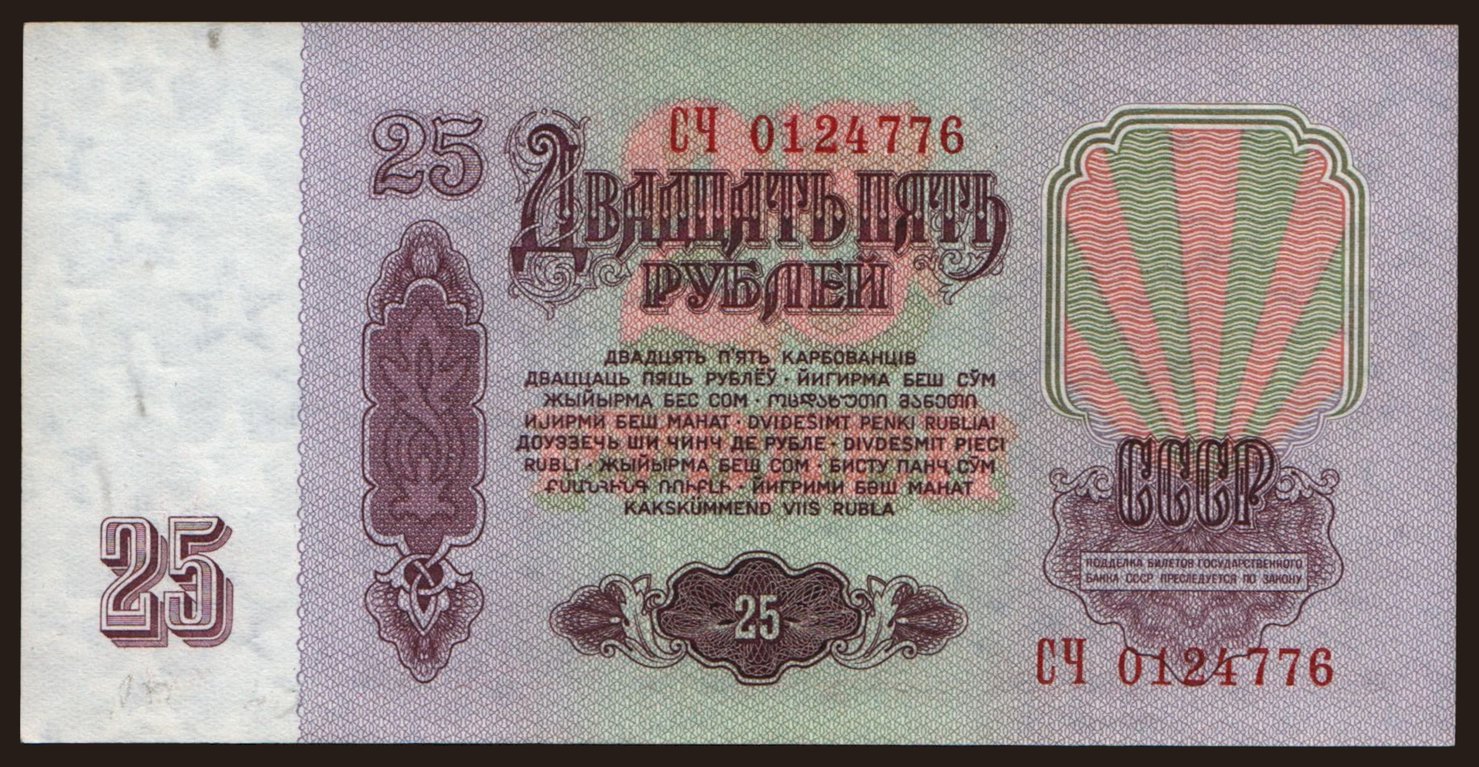 25
СЧ 0124776
ДВАДЦАТЬ ПЯТЬ
РУБЛЕЙ
ДВАДЦЯТЬ П'ЯТЬ КАРБОВАНЦІВ
ДВАЦЦАЦЬ ПЯЦЬ РУБЛЁЎ · ЙИГИРМА БЕШ СЎМ
ЖЫЙЫРМА БЕС СОМ · ᲝᲪᲓᲐᲮᲣᲗᲘ ᲛᲐᲜᲔᲗᲘ
ИЈИРМИ БЕШ МАНАТ · DVIDEŠIMT PENKI RUBLIAI
ДОУЭЗЕЧЬ ШИ ЧИНЧ ДЕ РУБЛЕ · DIVDESMIT PIECI
RUBĻI · ЖЫЙЫРМА БЕШ СОМ · БИСТУ ПАНҶ СӮМ
ՔՍԱՆՀԻՆԳ ՌՈՒԲԼԻ · ЙИГРИМИ БӘШ МАНАТ
KAKSKÜMMEND VIIS RUBLA
СССР
ПОДДЕЛКА БИЛЕТОВ ГОСУДАРСТВЕННОГО
БАНКА СССР ПРЕСЛЕДУЕТСЯ ПО ЗАКОНУ
25
25
СЧ 0124776